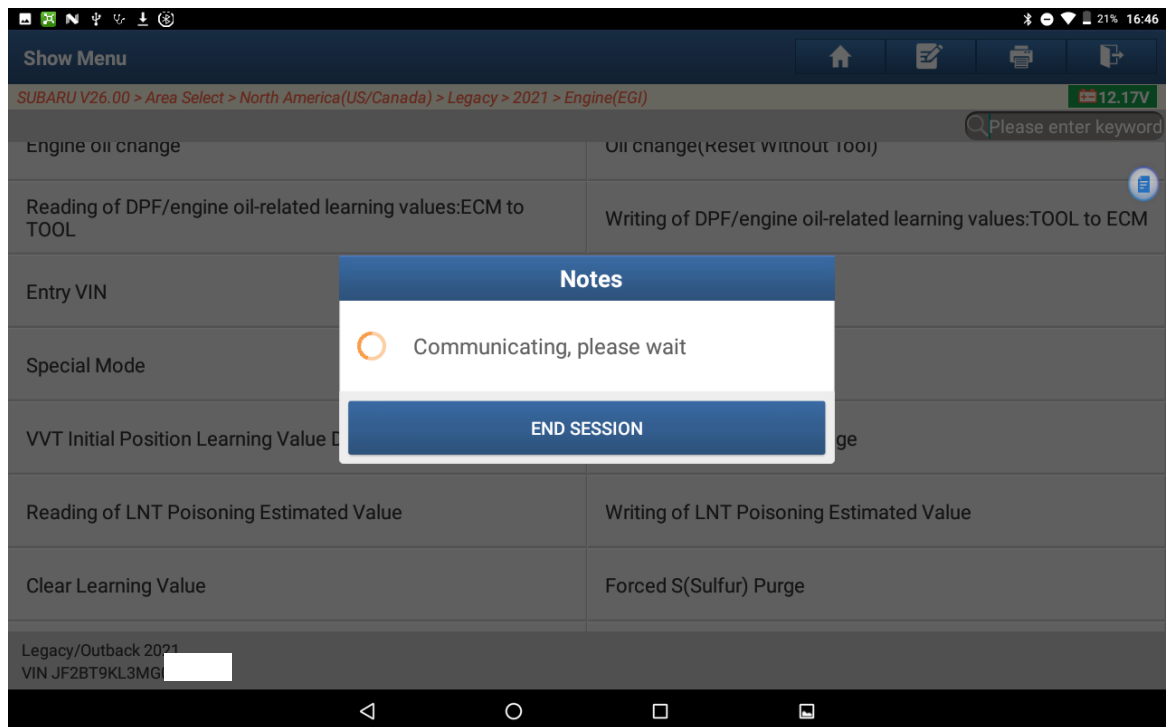 21% 16:46
Show Menu
SUBARU V26.00 > Area Select > North America(US/Canada) > Legacy > 2021 > Engine(EGI)
12.17V
Please enter keyword
Engine oil change
Oil change(Reset Without Tool)
Reading of DPF/engine oil-related learning values:ECM to
TOOL
Writing of DPF/engine oil-related learning values:TOOL to ECM
Notes
Entry VIN
Communicating, please wait
Special Mode
END SESSION
VVT Initial Position Learning Value
ge
Reading of LNT Poisoning Estimated Value
Writing of LNT Poisoning Estimated Value
Clear Learning Value
Forced S(Sulfur) Purge
Legacy/Outback 2021
VIN JF2BT9KL3MG